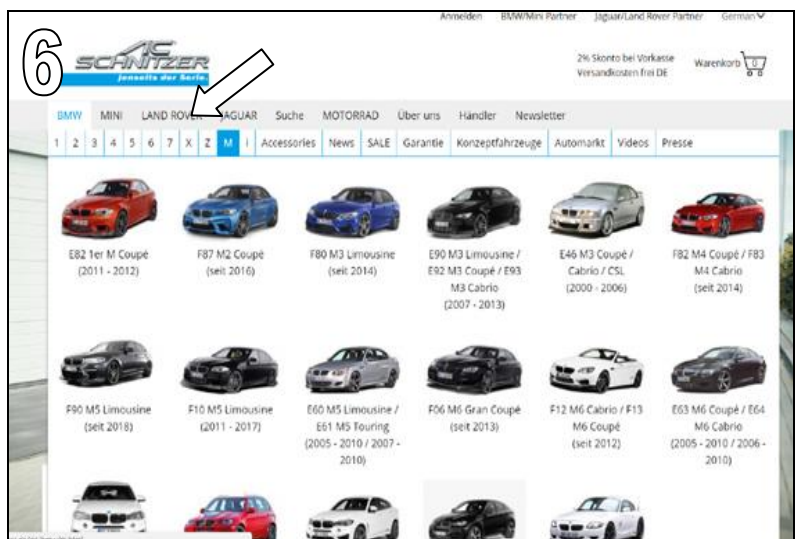 Anmelden BMW/Mini Partner Jaguar/Land Rover Partner German
6
AC
SCHNITZER
jenseits der Serie.
2% Skonto bei Vorkasse
Versandkosten frei DE
Warenkorb 0
BMW MINI LAND ROVER JAGUAR Suche MOTORRAD Über uns Händler Newsletter
1 2 3 4 5 6 7 X Z M i Accessories News SALE Garantie Konzeptfahrzeuge Automarkt Videos Presse
E82 1er M Coupé
(2011 - 2012)
F87 M2 Coupé
(seit 2016)
F80 M3 Limousine
(seit 2014)
E90 M3 Limousine /
E92 M3 Coupé / E93
M3 Cabrio
(2007 - 2013)
E46 M3 Coupé /
Cabrio / CSL
(2000 - 2006)
F82 M4 Coupé / F83
M4 Cabrio
(seit 2014)
F90 M5 Limousine
(seit 2018)
F10 M5 Limousine
(2011 - 2017)
E60 M5 Limousine /
E61 M5 Touring
(2005 - 2010 / 2007 -
2010)
F06 M6 Gran Coupé
(seit 2013)
F12 M6 Cabrio / F13
M6 Coupé
(seit 2012)
E63 M6 Coupé / E64
M6 Cabrio
(2005 - 2010 / 2006 -
2010)